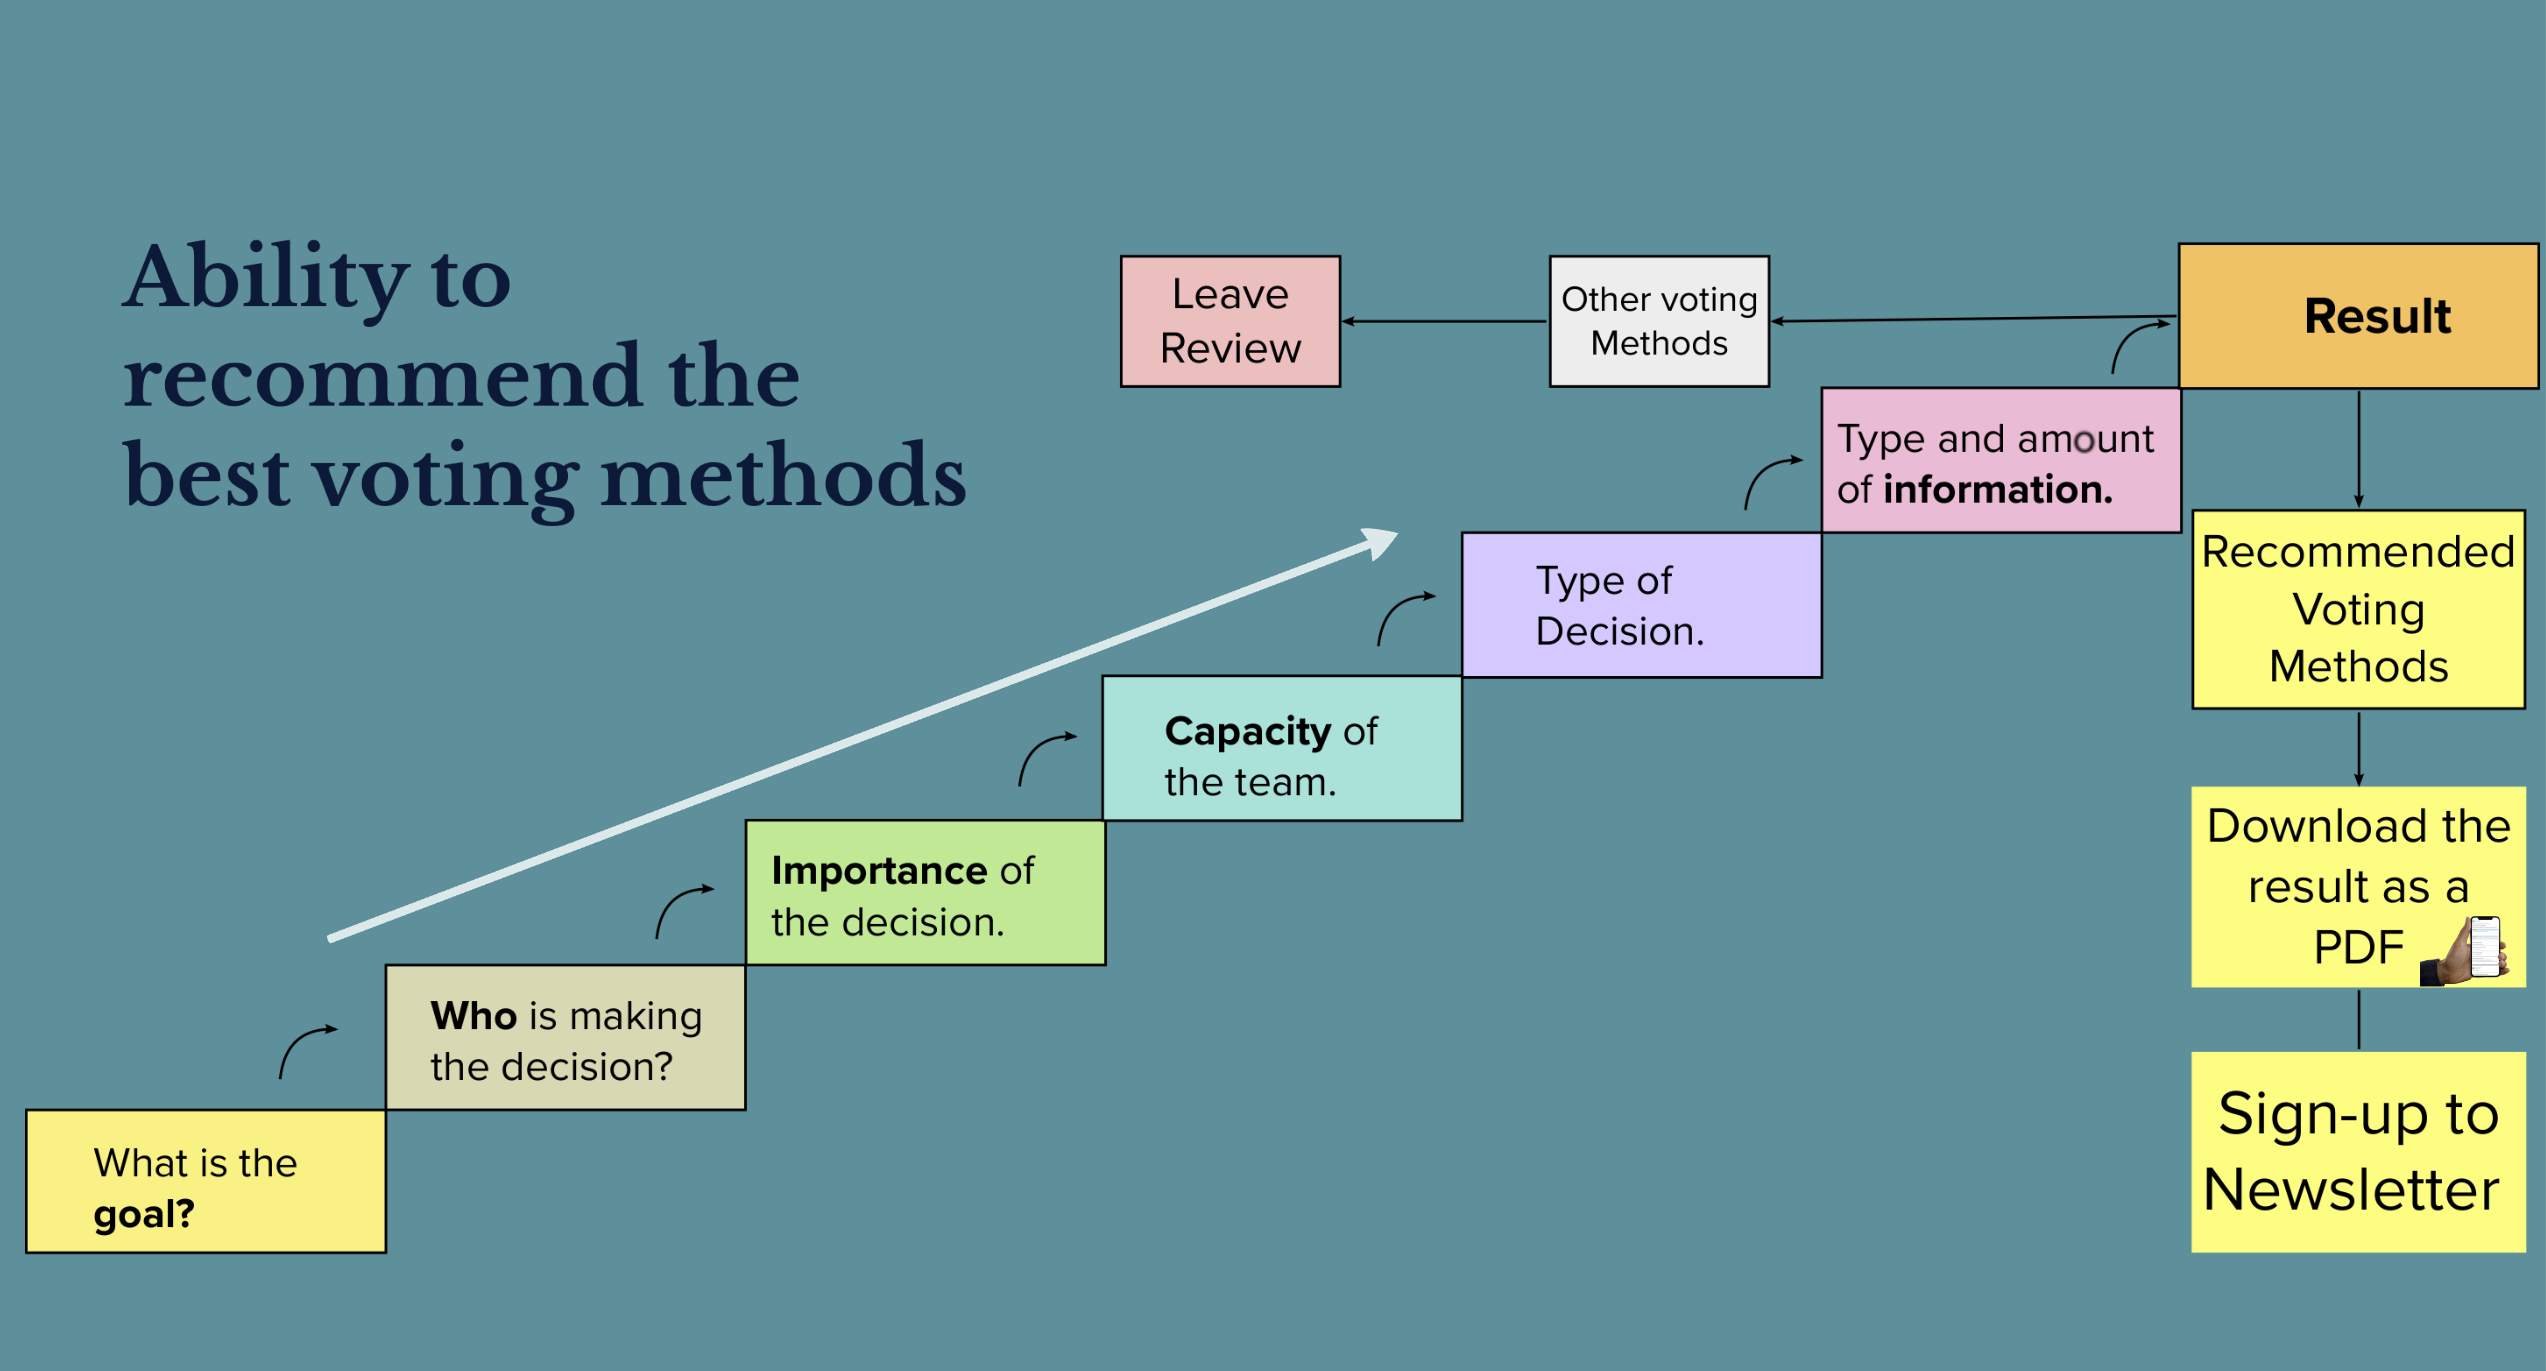 Ability to
recommend the
best voting methods
Leave
Review
Other voting
Methods
Result
Type and amount
of information.
Type of
Decision.
Capacity of
the team.
Importance of
the decision.
Who is making
the decision?
What is the
goal?
Recommended
Voting
Methods
Download the
result as a
PDF
Sign-up to
Newsletter